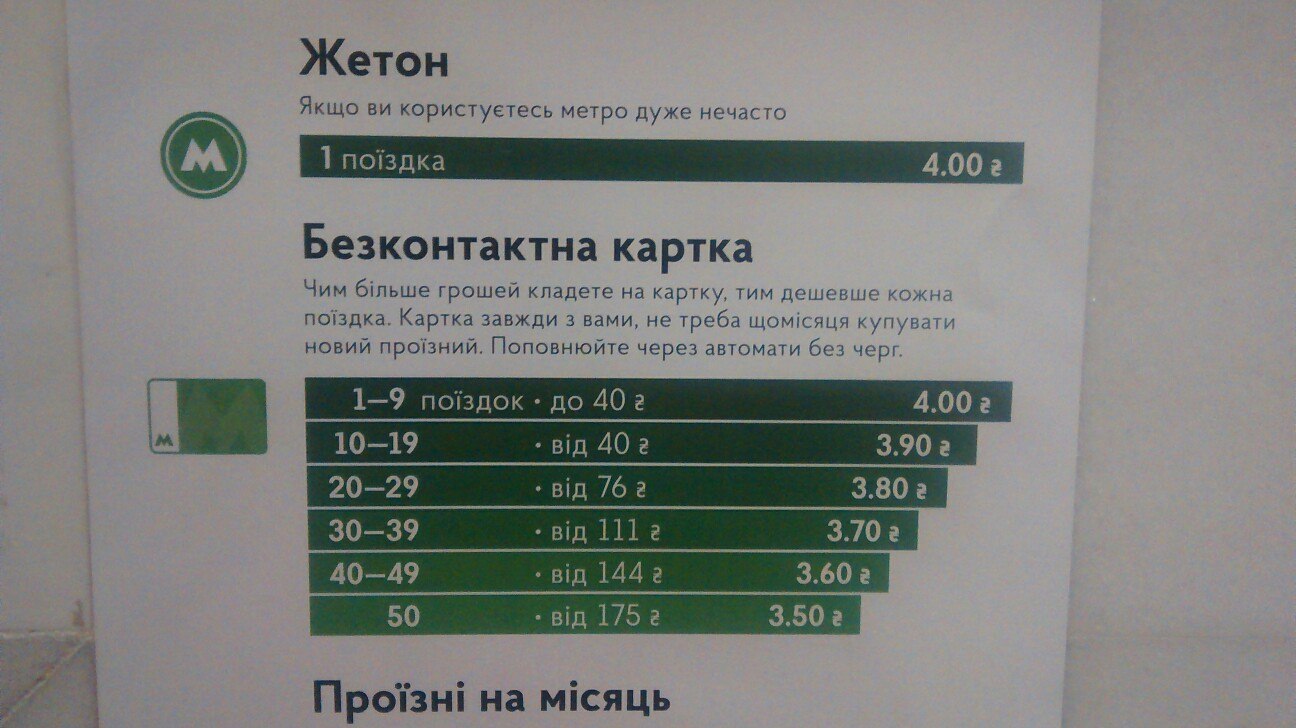 Жетон
Якщо ви користуєтесь метро дуже нечасто
М
1 поїздка 4.00 ₴
Безконтактна картка
Чим більше грошей кладете на картку, тим дешевше кожна
поїздка. Картка завжди з вами, не треба щомісяця купувати
новий проїзний. Поповнюйте через автомати без черг.
М
1–9 поїздок · до 40 ₴ 4.00 ₴
10–19 · від 40 ₴ 3.90 ₴
20–29 · від 76 ₴ 3.80 ₴
30–39 · від 111 ₴ 3.70 ₴
40–49 · від 144 ₴ 3.60 ₴
50 · від 175 ₴ 3.50 ₴
Проїзні на місяць